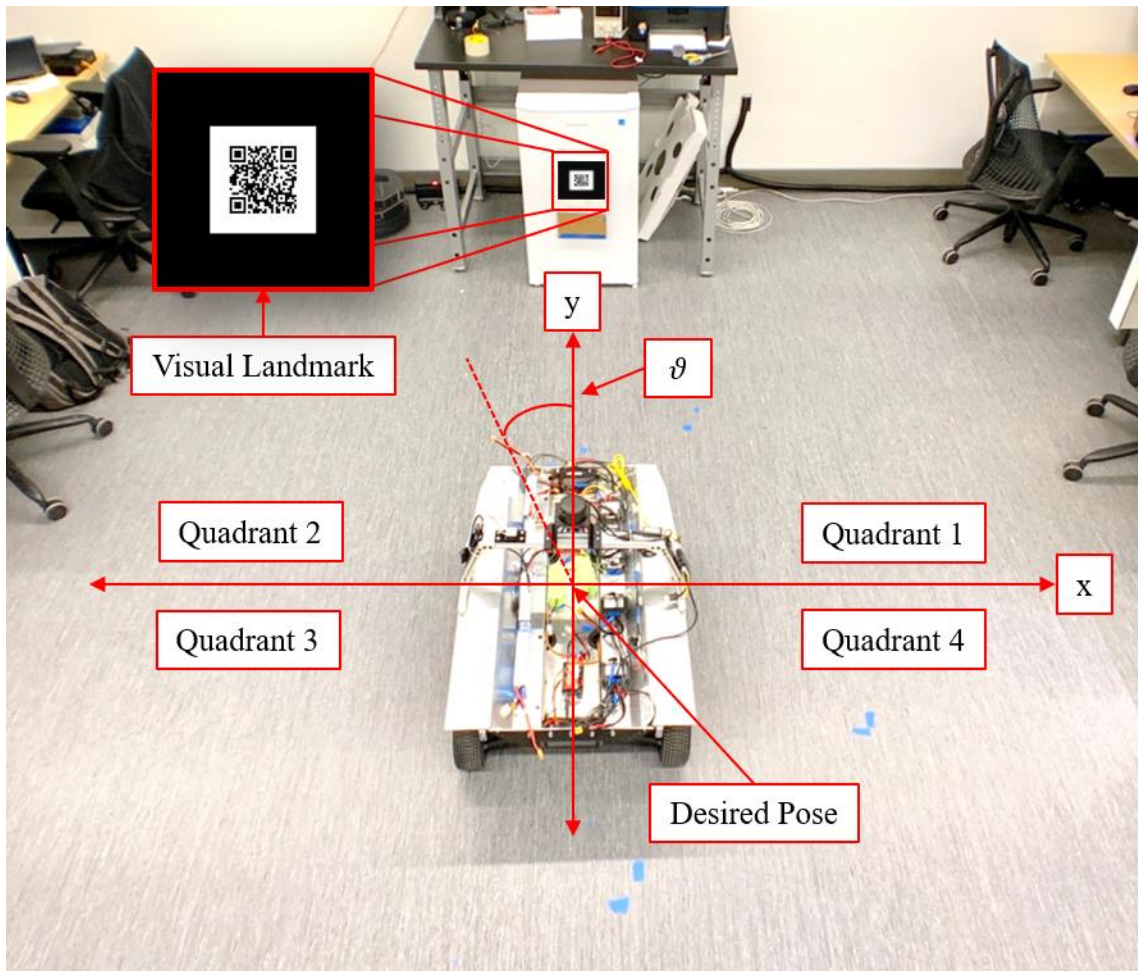 y
Visual Landmark
ϑ
Quadrant 2
Quadrant 1
x
Quadrant 3
Quadrant 4
Desired Pose